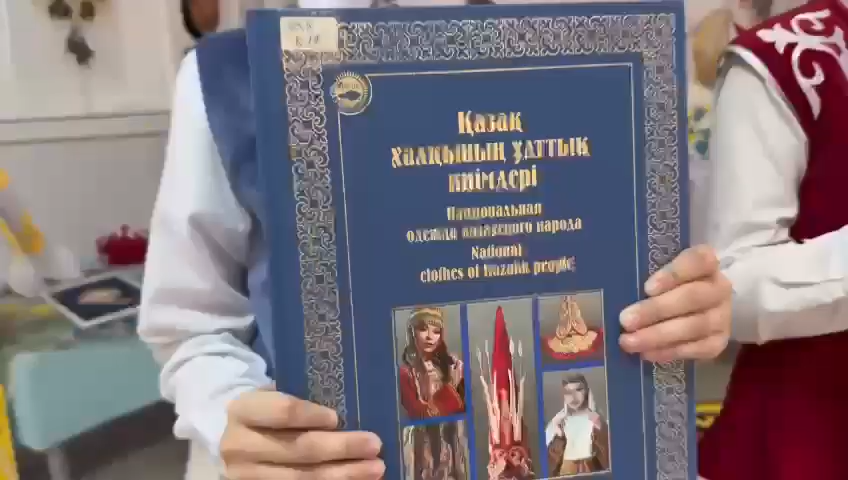 Қазақ
халқының ұлттық
киімдері
Национальная
одежда казахского народа
National
clothes of kazakh people